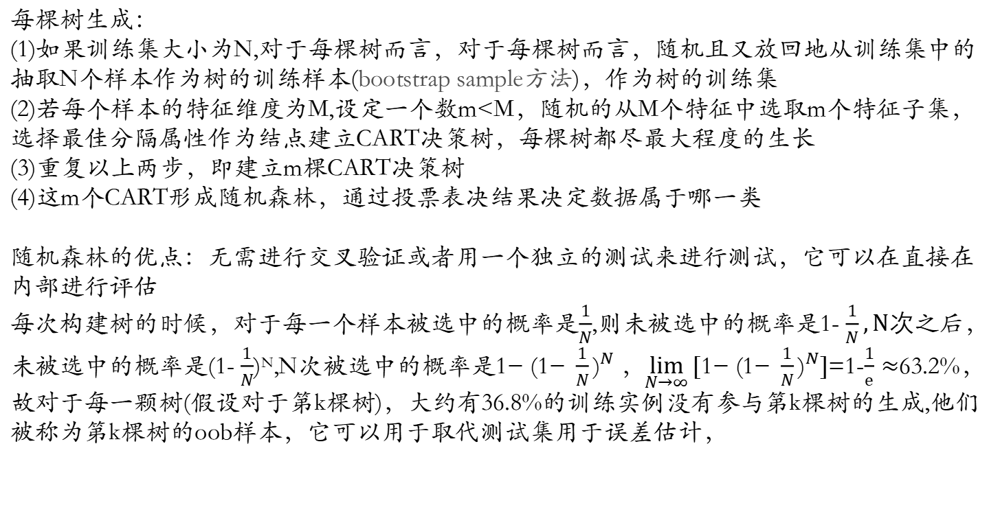 每棵树生成：
(1)如果训练集大小为N,对于每棵树而言，对于每棵树而言，随机且又放回地从训练集中的
抽取N个样本作为树的训练样本(bootstrap sample方法)，作为树的训练集
(2)若每个样本的特征维度为M,设定一个数m<M，随机的从M个特征中选取m个特征子集，
选择最佳分隔属性作为结点建立CART决策树，每棵树都尽最大程度的生长
(3)重复以上两步，即建立m棵CART决策树
(4)这m个CART形成随机森林，通过投票表决结果决定数据属于哪一类
随机森林的优点：无需进行交叉验证或者用一个独立的测试来进行测试，它可以在直接在
内部进行评估
每次构建树的时候，对于每一个样本被选中的概率是1/N,则未被选中的概率是1- 1/N,N次之后，
未被选中的概率是(1- 1/N)^N,N次被选中的概率是1− (1− 1/N)^N ，lim N→∞ [1− (1− 1/N)^N]=1-1/e ≈63.2%，
故对于每一颗树(假设对于第k棵树)，大约有36.8%的训练实例没有参与第k棵树的生成,他们
被称为第k棵树的oob样本，它可以用于取代测试集用于误差估计，